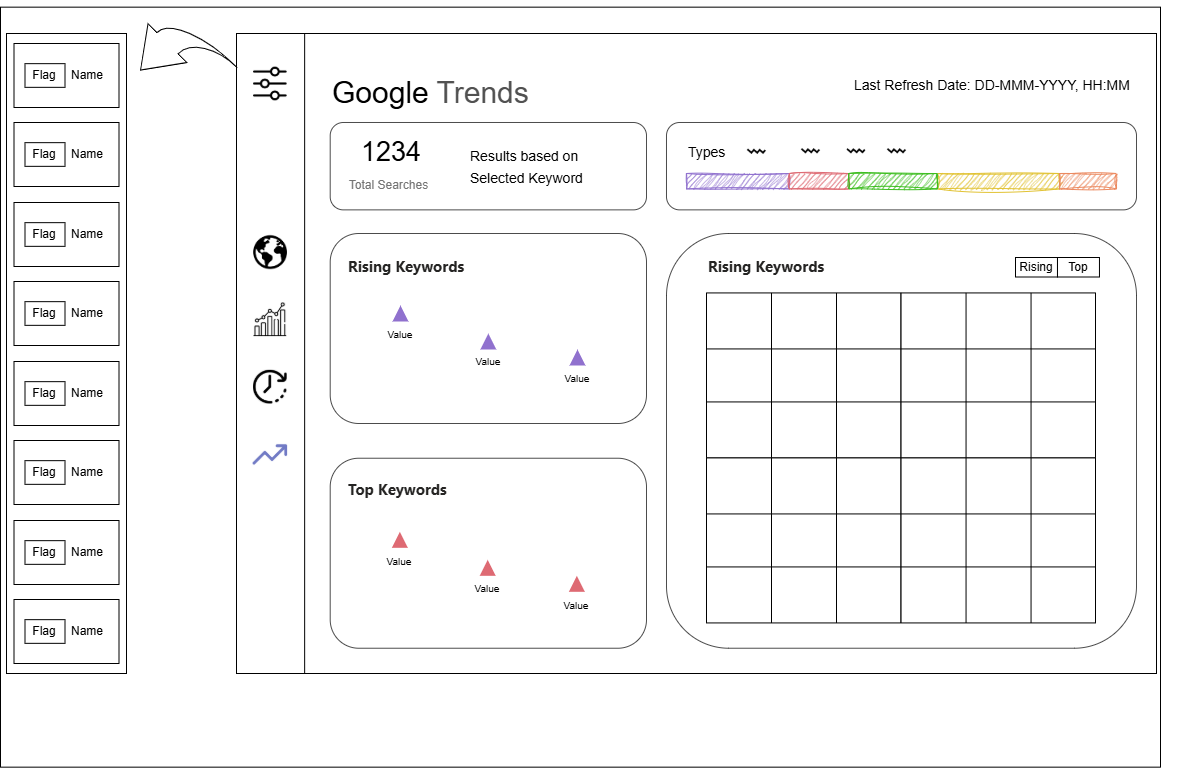 Flag Name
Flag Name
Flag Name
Flag Name
Flag Name
Flag Name
Flag Name
Flag Name
Google Trends
Last Refresh Date: DD-MMM-YYYY, HH:MM
1234
Total Searches
Results based on
Selected Keyword
Types
Rising Keywords
Value
Value
Value
Top Keywords
Value
Value
Value
Rising Keywords
Rising Top